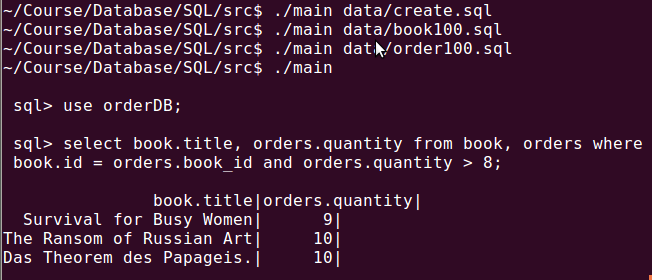 ~/Course/Database/SQL/src$ ./main data/create.sql
~/Course/Database/SQL/src$ ./main data/book100.sql
~/Course/Database/SQL/src$ ./main data/order100.sql
~/Course/Database/SQL/src$ ./main
sql> use orderDB;
sql> select book.title, orders.quantity from book, orders where
book.id = orders.book_id and orders.quantity > 8;
book.title|orders.quantity|
Survival for Busy Women| 9|
The Ransom of Russian Art| 10|
Das Theorem des Papageis.| 10|